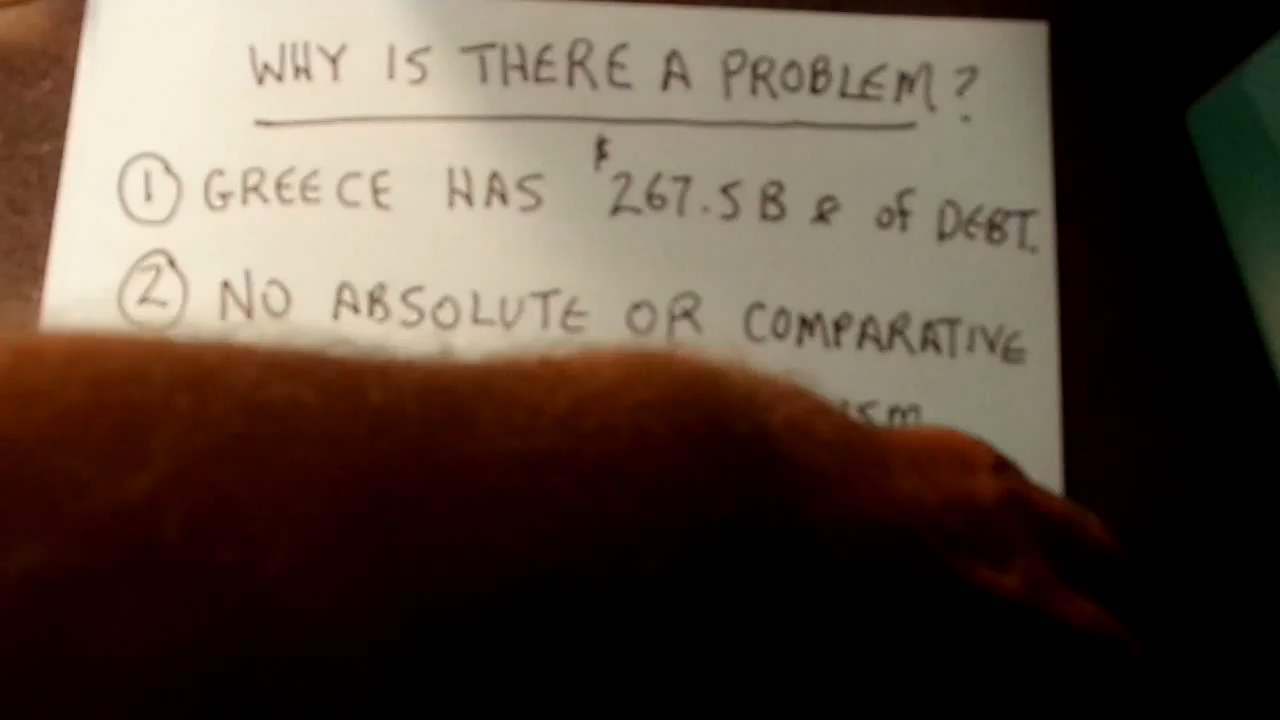 WHY IS THERE A PROBLEM?
① GREECE HAS $267.5B & of DEBT.
② NO ABSOLUTE OR COMPARATIVE